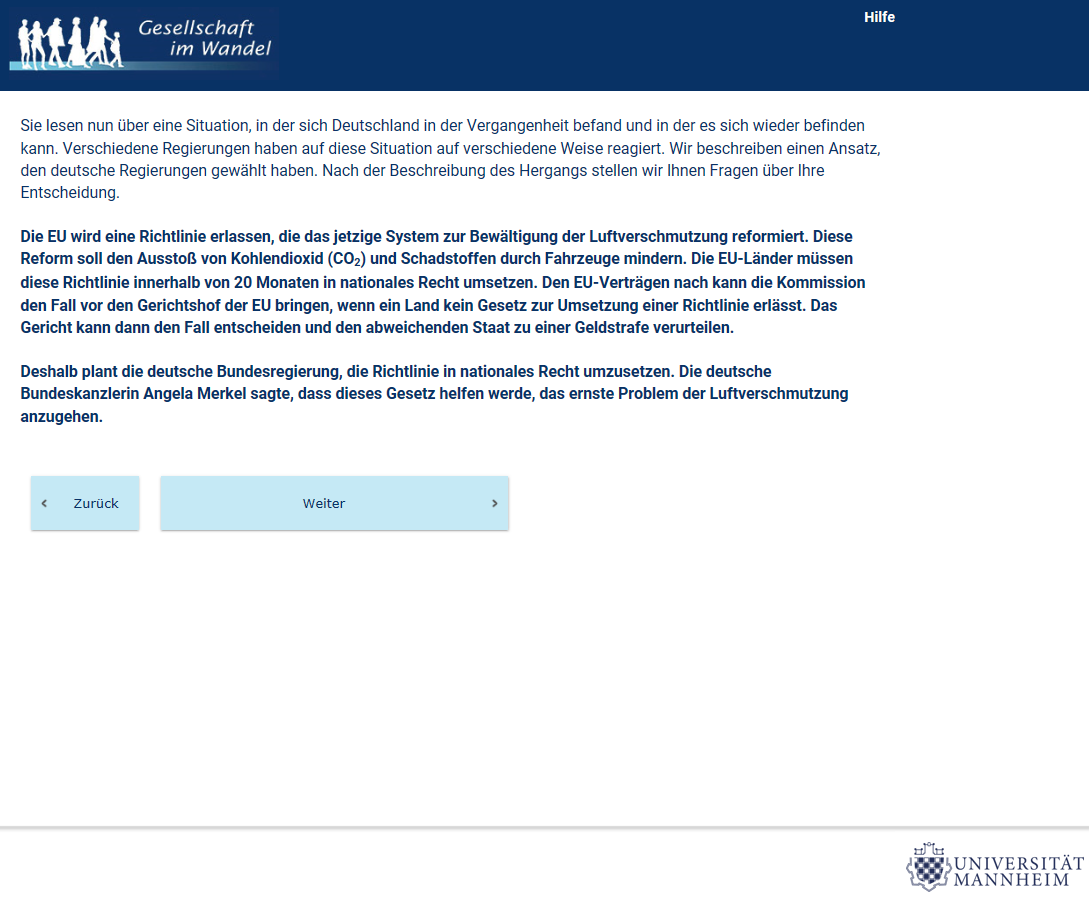 Gesellschaft
im Wandel
Hilfe
Sie lesen nun über eine Situation, in der sich Deutschland in der Vergangenheit befand und in der es sich wieder befinden
kann. Verschiedene Regierungen haben auf diese Situation auf verschiedene Weise reagiert. Wir beschreiben einen Ansatz,
den deutsche Regierungen gewählt haben. Nach der Beschreibung des Hergangs stellen wir Ihnen Fragen über Ihre
Entscheidung.
Die EU wird eine Richtlinie erlassen, die das jetzige System zur Bewältigung der Luftverschmutzung reformiert. Diese
Reform soll den Ausstoß von Kohlendioxid (CO₂) und Schadstoffen durch Fahrzeuge mindern. Die EU-Länder müssen
diese Richtlinie innerhalb von 20 Monaten in nationales Recht umsetzen. Den EU-Verträgen nach kann die Kommission
den Fall vor den Gerichtshof der EU bringen, wenn ein Land kein Gesetz zur Umsetzung einer Richtlinie erlässt. Das
Gericht kann dann den Fall entscheiden und den abweichenden Staat zu einer Geldstrafe verurteilen.
Deshalb plant die deutsche Bundesregierung, die Richtlinie in nationales Recht umzusetzen. Die deutsche
Bundeskanzlerin Angela Merkel sagte, dass dieses Gesetz helfen werde, das ernste Problem der Luftverschmutzung
anzugehen.
‹ Zurück
Weiter ›
UNIVERSITÄT
MANNHEIM